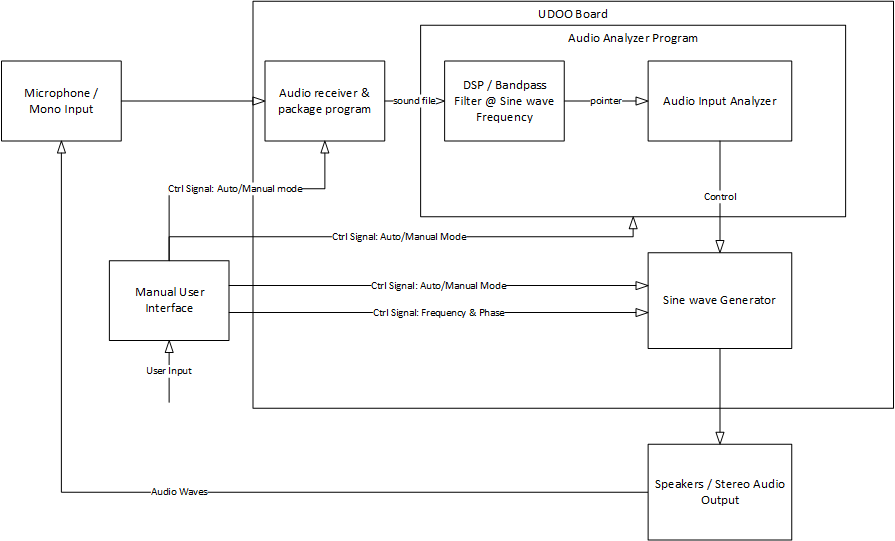 UDOO Board
Audio Analyzer Program
Microphone /
Mono Input
Audio receiver &
package program
sound file
DSP / Bandpass
Filter @ Sine wave
Frequency
pointer
Audio Input Analyzer
Ctrl Signal: Auto/Manual mode
Control
Ctrl Signal: Auto/Manual Mode
Manual User
Interface
Ctrl Signal: Auto/Manual Mode
Ctrl Signal: Frequency & Phase
Sine wave Generator
User Input
Speakers / Stereo Audio
Output
Audio Waves